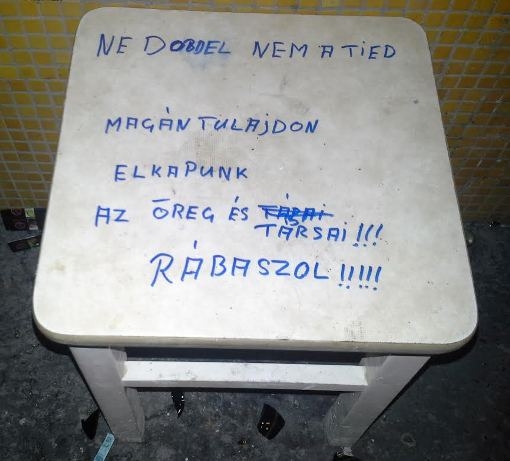 NE DOBDEL NEM A TIED
MAGÁNTULAJDON
ELKAPUNK
AZ ÖREG ÉS
TÁRSAI!!!
RÁBASZOL!!!!!